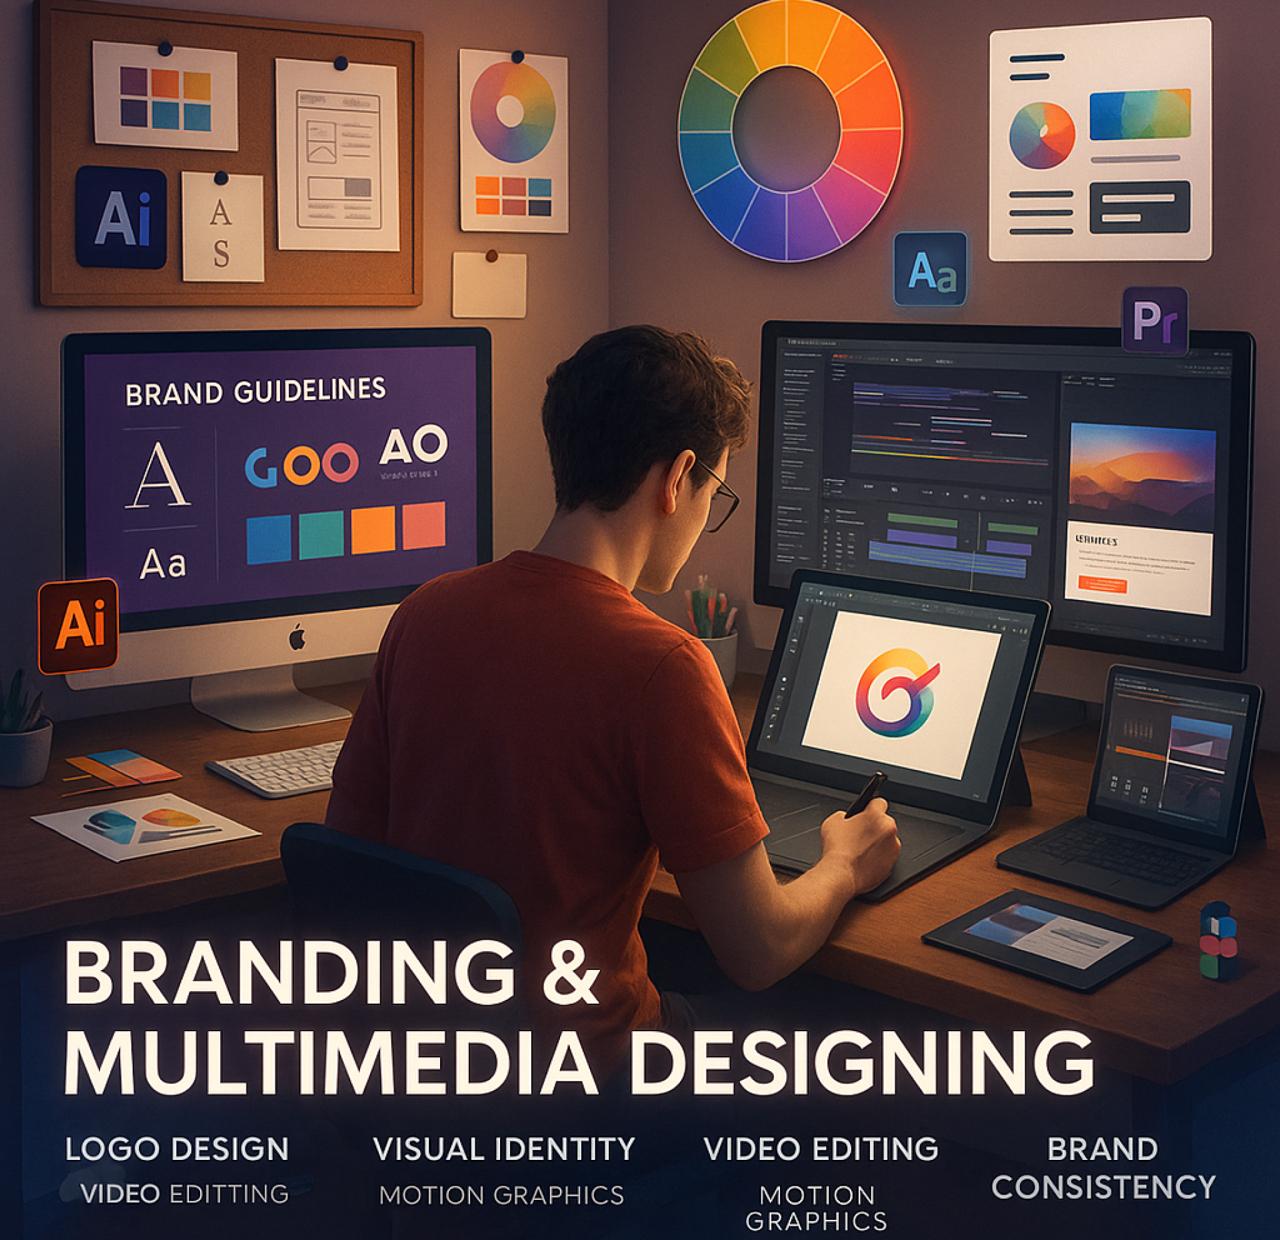 Ai
A
S
Aa
Pr
BRAND GUIDELINES
A
GOO
AO
Aa
Ai
BRANDING &
MULTIMEDIA DESIGNING
LOGO DESIGN
VIDEO EDITTING
VISUAL IDENTITY
MOTION GRAPHICS
VIDEO EDITING
MOTION
GRAPHICS
BRAND
CONSISTENCY